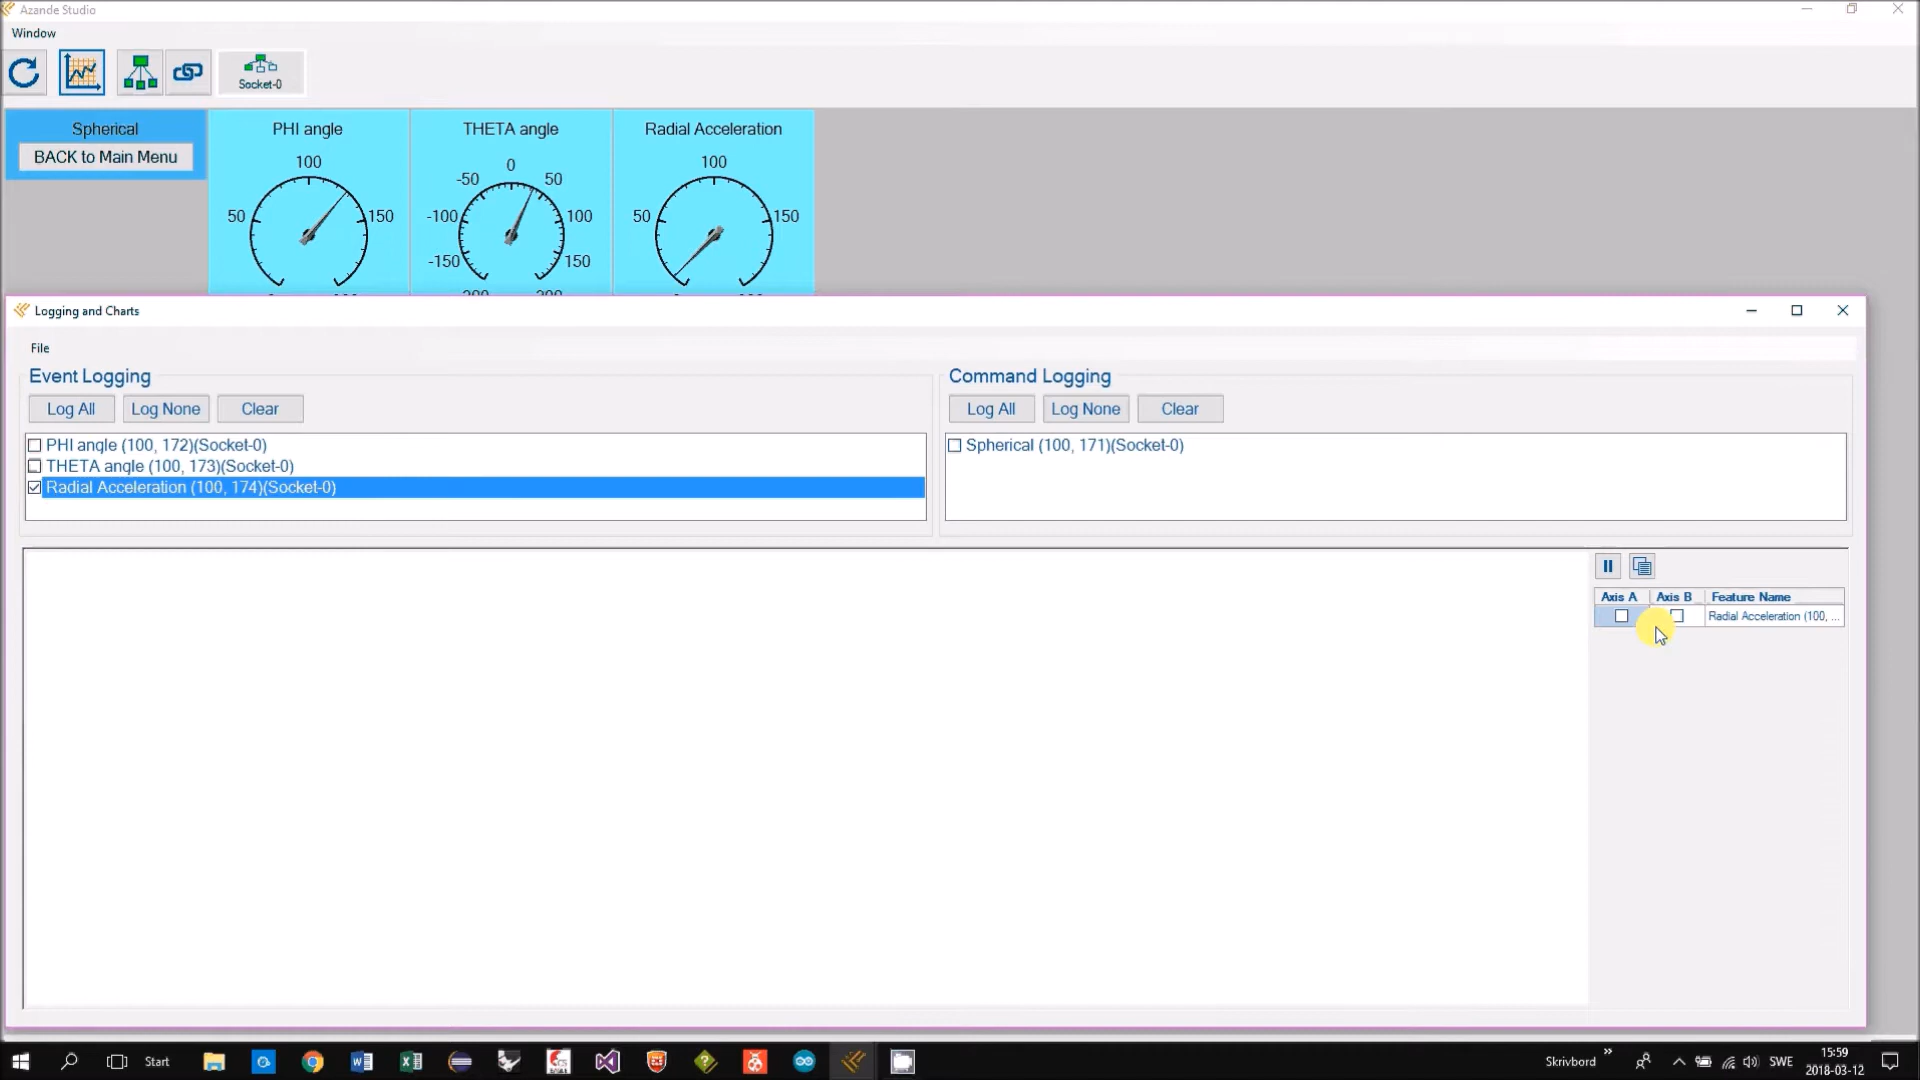 Azande Studio
Window
Socket-0
Spherical
BACK to Main Menu
PHI angle
100
50
150
THETA angle
0
-50
50
-100
100
-150
150
Radial Acceleration
100
50
150
Logging and Charts
File
Event Logging
Log All
Log None
Clear
PHI angle (100, 172)(Socket-0)
THETA angle (100, 173)(Socket-0)
Radial Acceleration (100, 174)(Socket-0)
Command Logging
Log All
Log None
Clear
Spherical (100, 171)(Socket-0)
Axis A
Axis B
Feature Name
Radial Acceleration (100, ...
Start
Skrivbord
SWE
15:59
2018-03-12